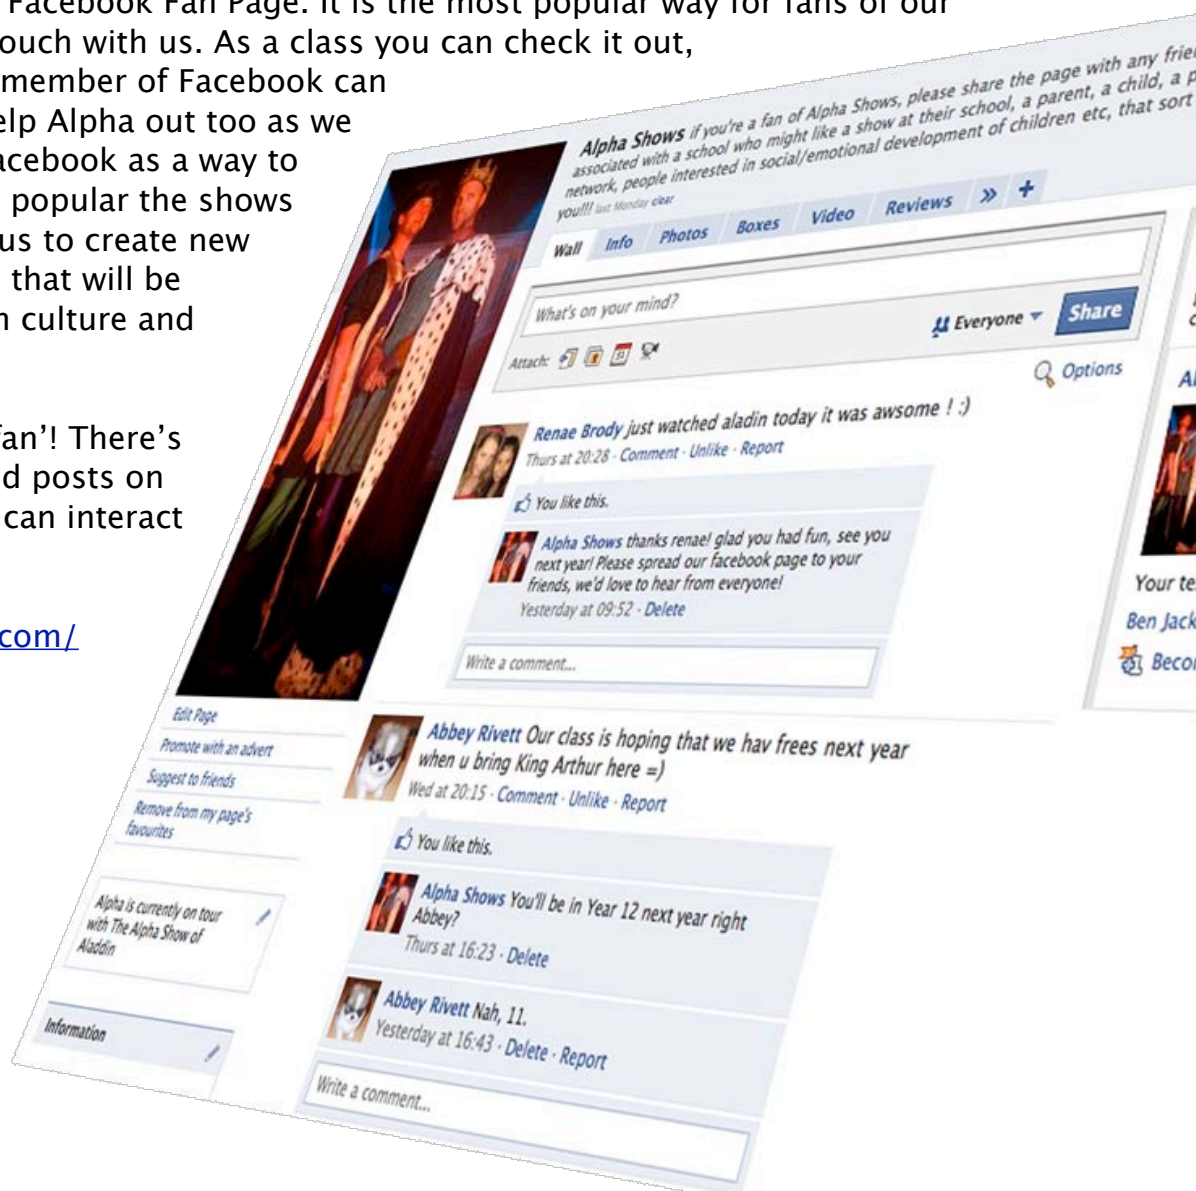 Facebook Fan Page. It is the most popular way for fans of our
ouch with us. As a class you can check it out,
member of Facebook can
elp Alpha out too as we
acebook as a way to
popular the shows
us to create new
that will be
culture and
fan’! There’s
d posts on
can interact
com/
Alpha Shows if you're a fan of Alpha Shows, please share the page with any frie
associated with a school who might like a show at their school, a parent, a child, a p
network, people interested in social/emotional development of children etc, that sort
you!!! last Monday clear
Wall Info Photos Boxes Video Reviews » +
What's on your mind?
Attach:
Everyone
Share
Options
Renae Brody just watched aladin today it was awsome ! :)
Thurs at 20:28 · Comment · Unlike · Report
You like this.
Alpha Shows thanks renae! glad you had fun, see you
next year! Please spread our facebook page to your
friends, we'd love to hear from everyone!
Yesterday at 09:52 · Delete
Write a comment...
Abbey Rivett Our class is hoping that we hav frees next year
when u bring King Arthur here =)
Wed at 20:15 · Comment · Unlike · Report
You like this.
Alpha Shows You'll be in Year 12 next year right
Abbey?
Thurs at 16:23 · Delete
Abbey Rivett Nah, 11.
Yesterday at 16:43 · Delete · Report
Write a comment...
Edit Page
Promote with an advert
Suggest to friends
Remove from my page's
favourites
Alpha is currently on tour
with The Alpha Show of
Aladdin
Information
Your te
Ben Jack
Beco